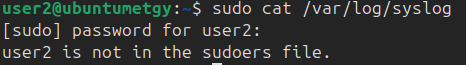 user2@ubuntumetgy:~$ sudo cat /var/log/syslog
[sudo] password for user2:
user2 is not in the sudoers file.